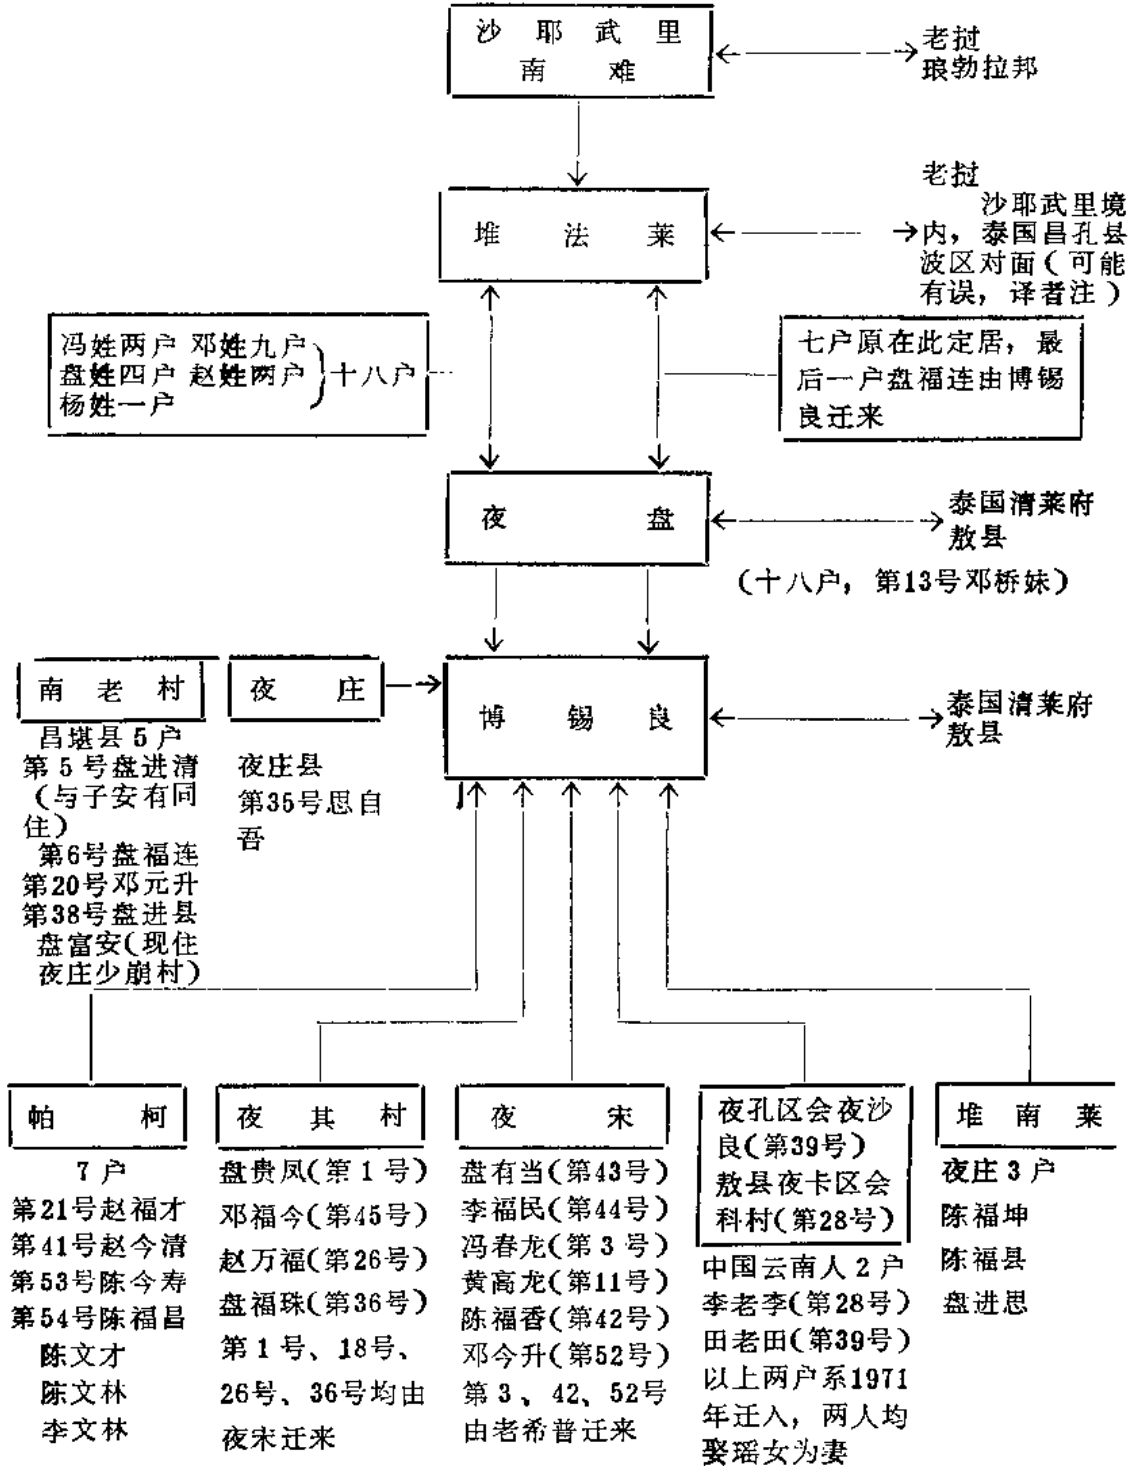 沙耶武里
南难
老挝
琅勃拉邦
堆法莱
老挝
沙耶武里境
内，泰国昌孔县
波区对面（可能
有误，译者注）
冯姓两户 邓姓九户
盘姓四户 赵姓两户
杨姓一户
十八户
七户原在此定居，最
后一户盘福连由博锡
良迁来
夜盘
泰国清莱府
敖县
（十八户，第13号邓桥妹）
南老村
昌堪县5户
第5号盘进清
（与子安有同
住）
第6号盘福连
第20号邓元升
第38号盘进县
盘富安(现住
夜庄少崩村)
夜庄
夜庄县
第35号思自
吾
博锡良
泰国清莱府
敖县
帕柯
7户
第21号赵福才
第41号赵今清
第53号陈今寿
第54号陈福昌
陈文才
陈文林
李文林
夜其村
盘贵凤(第1号)
邓福今(第45号)
赵万福(第26号)
盘福珠(第36号)
第1号、18号、
26号、36号均由
夜宋迁来
夜宋
盘有当(第43号)
李福民(第44号)
冯春龙(第3号)
黄高龙(第11号)
陈福香(第42号)
邓今升(第52号)
第3、42、52号
由老希普迁来
夜孔区会夜沙
良(第39号)
敖县夜卡区会
科村(第28号)
中国云南人2户
李老李(第28号)
田老田(第39号)
以上两户系1971
年迁入，两人均
娶瑶女为妻
堆南莱
夜庄3户
陈福坤
陈福县
盘进思